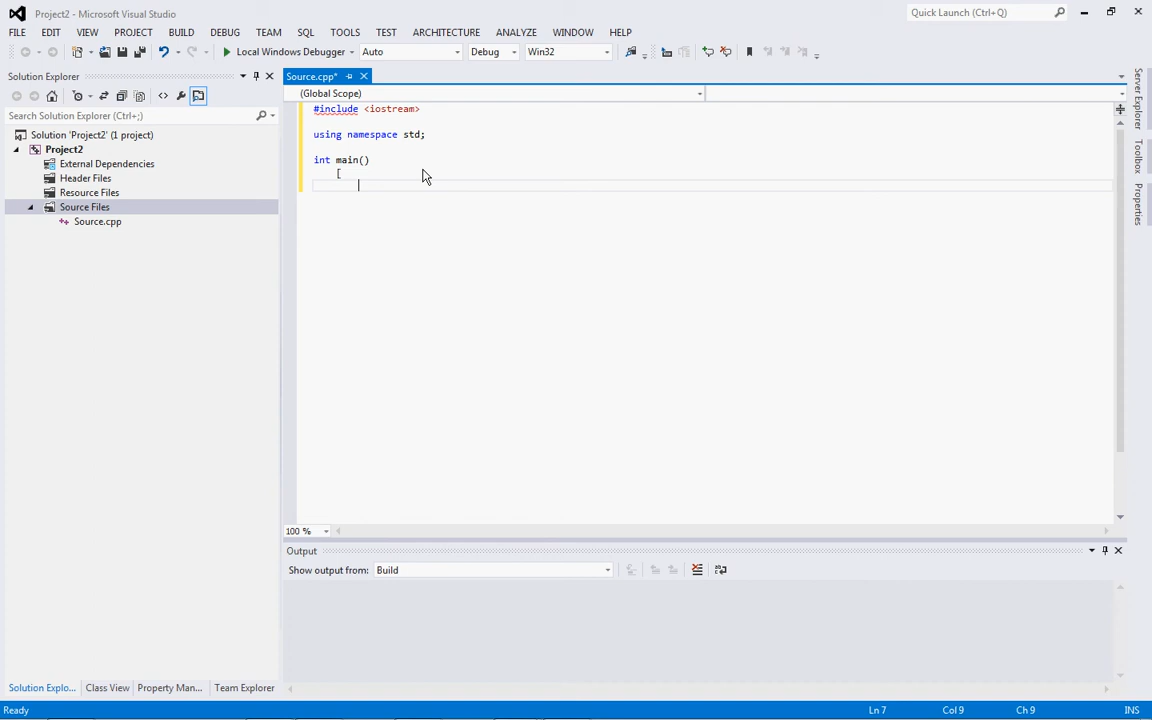 Project2 - Microsoft Visual Studio
Quick Launch (Ctrl+Q)
FILE EDIT VIEW PROJECT BUILD DEBUG TEAM SQL TOOLS TEST ARCHITECTURE ANALYZE WINDOW HELP
Local Windows Debugger Auto Debug Win32
Solution Explorer
Source.cpp*
(Global Scope)
Search Solution Explorer (Ctrl+;)
Solution 'Project2' (1 project)
Project2
External Dependencies
Header Files
Resource Files
Source Files
Source.cpp
#include <iostream>
using namespace std;
int main()
[
Server Explorer
Toolbox
Properties
100 %
Output
Show output from: Build
Solution Explo... Class View Property Man... Team Explorer
Ready Ln 7 Col 9 Ch 9 INS